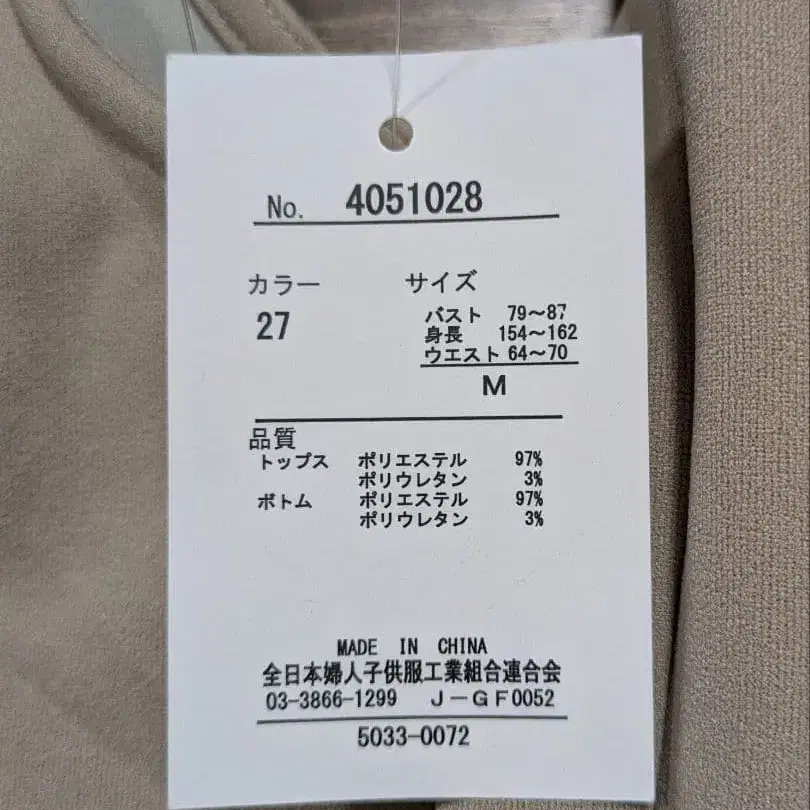 No. 4051028
カラー サイズ
27
バスト 79～87
身長 154～162
ウエスト 64～70
M
品質
トップス ポリエステル 97%
ポリウレタン 3%
ボトム ポリエステル 97%
ポリウレタン 3%
MADE IN CHINA
全日本婦人子供服工業組合連合会
03-3866-1299 J－GF0052
5033-0072